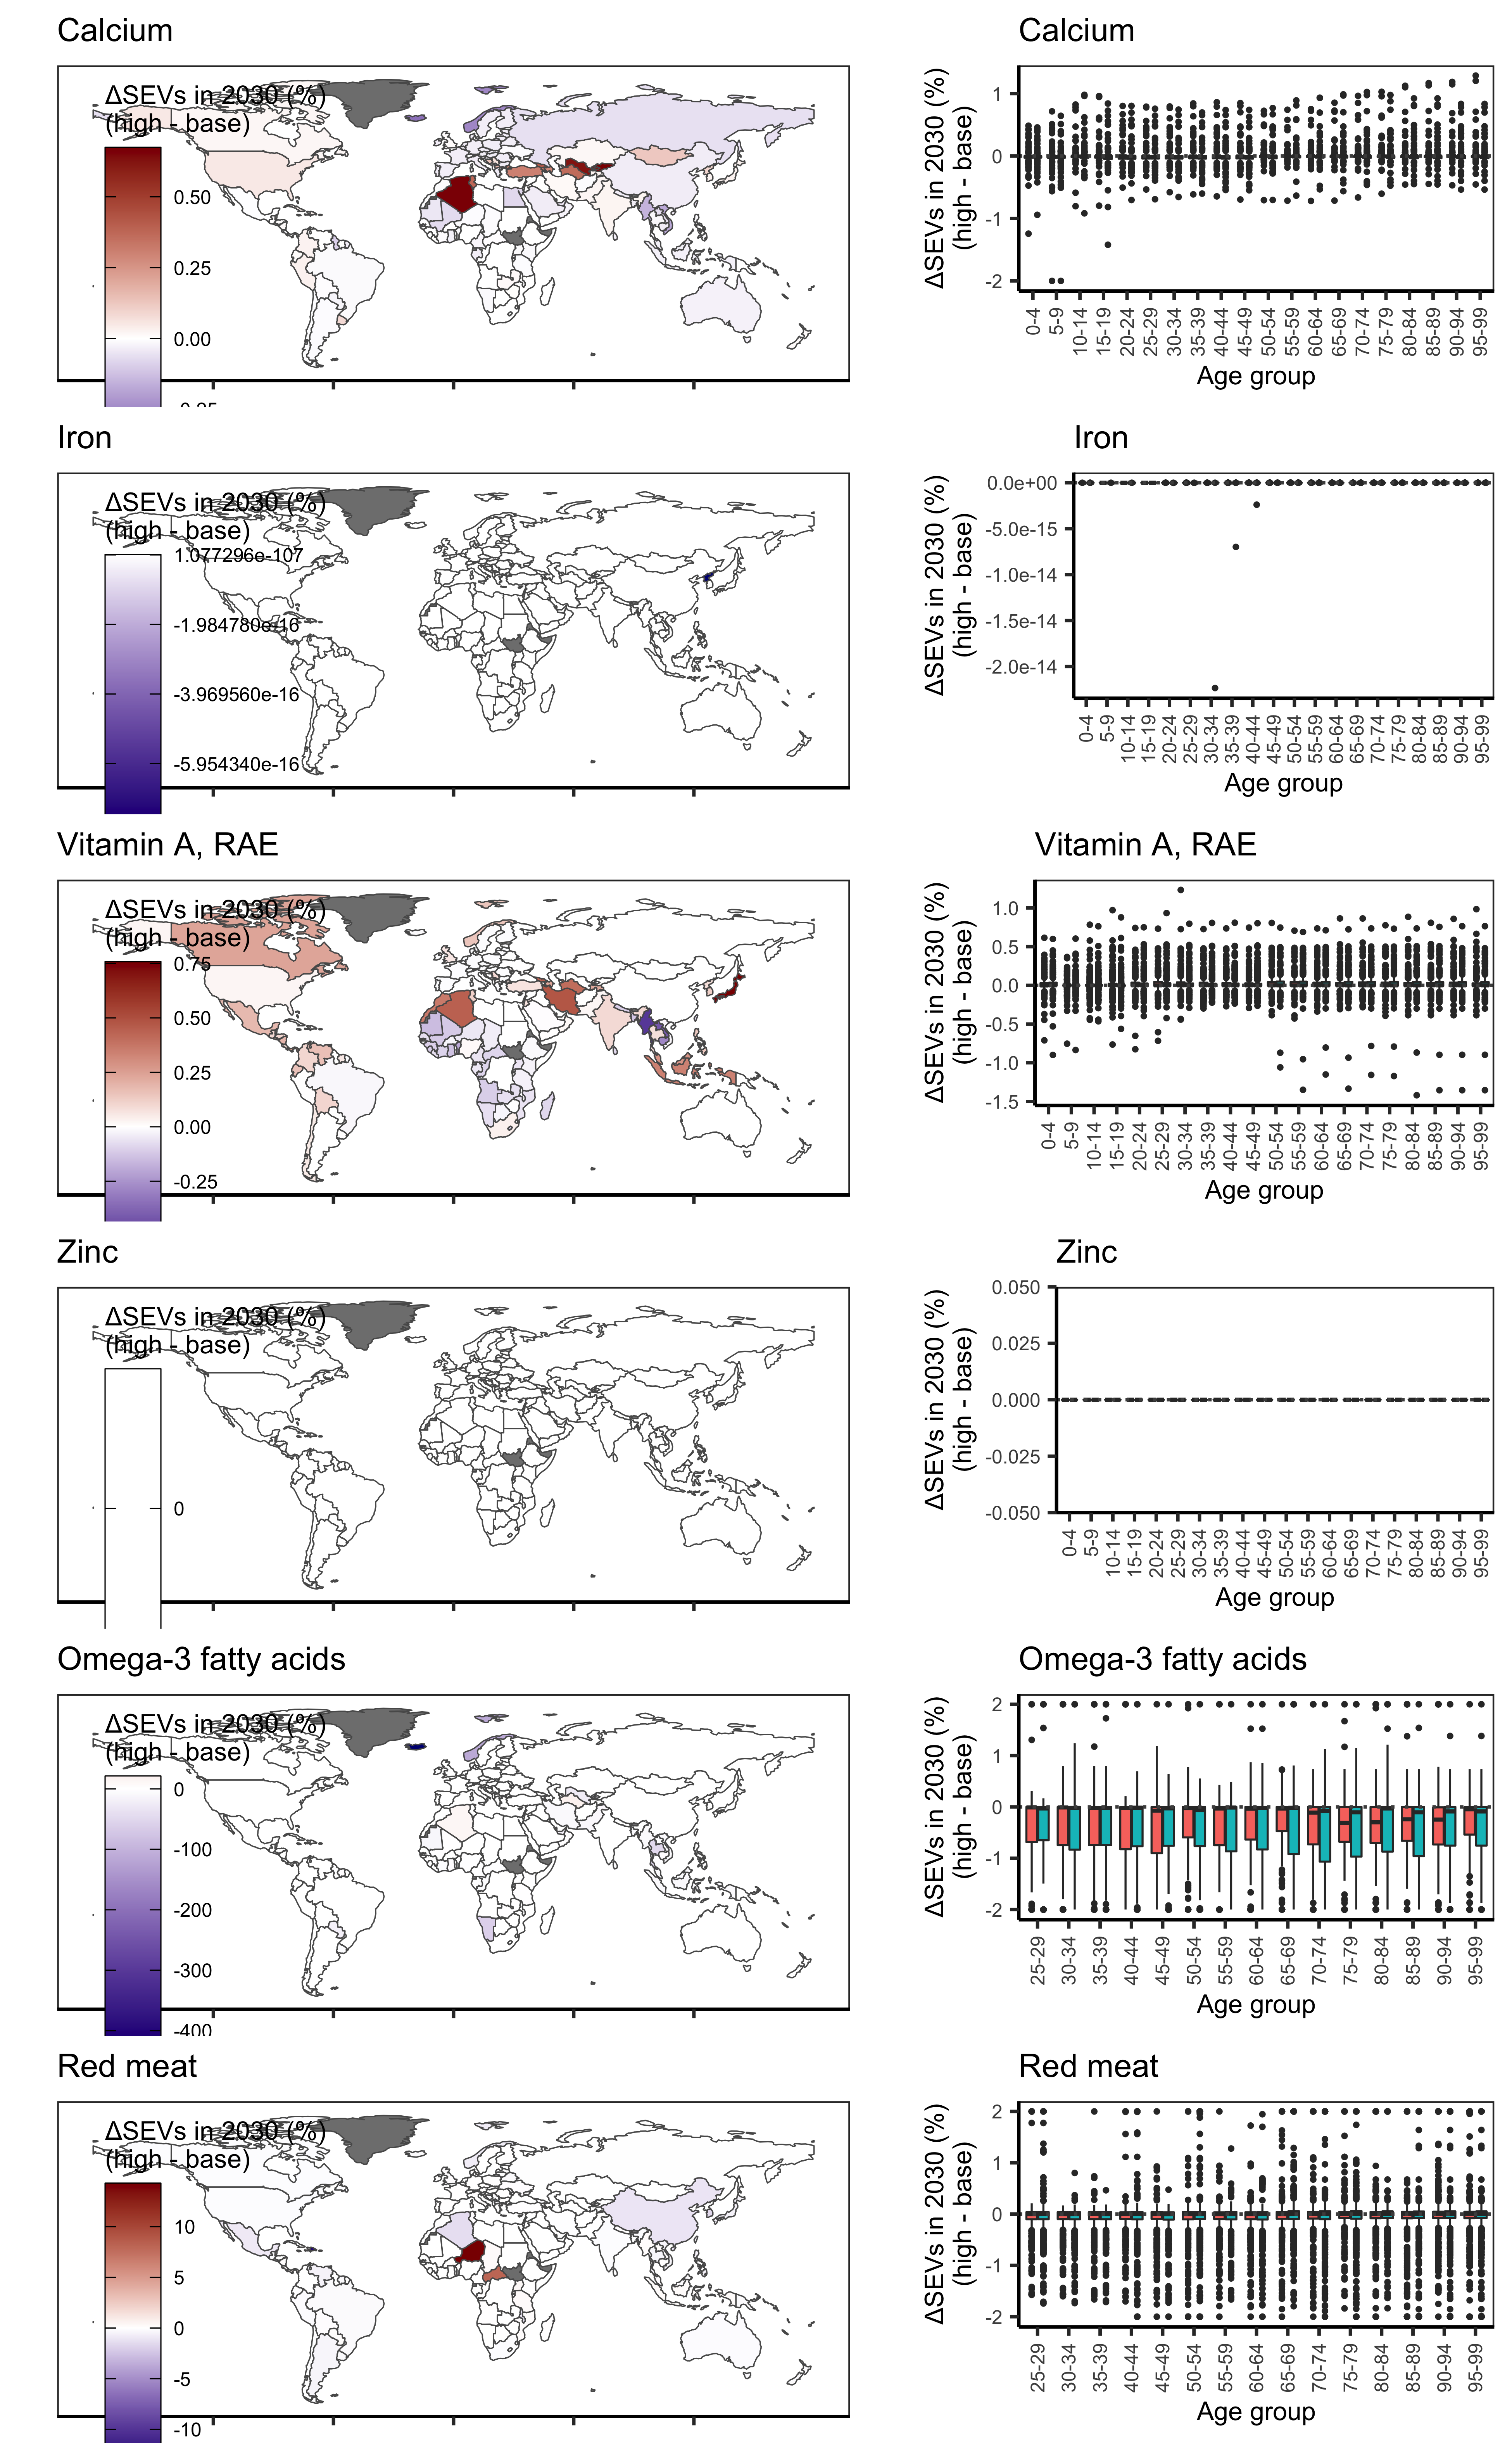 Calcium
ΔSEVs in 2030 (%)
(high - base)
0.50
0.25
0.00
-0.25
Calcium
ΔSEVs in 2030 (%)
(high - base)
1
0
-1
-2
0-4 5-9 10-14 15-19 20-24 25-29 30-34 35-39 40-44 45-49 50-54 55-59 60-64 65-69 70-74 75-79 80-84 85-89 90-94 95-99
Age group
Iron
ΔSEVs in 2030 (%)
(high - base)
1.077296e-107
-1.984780e-16
-3.969560e-16
-5.954340e-16
Iron
ΔSEVs in 2030 (%)
(high - base)
0.0e+00
-5.0e-15
-1.0e-14
-1.5e-14
-2.0e-14
0-4 5-9 10-14 15-19 20-24 25-29 30-34 35-39 40-44 45-49 50-54 55-59 60-64 65-69 70-74 75-79 80-84 85-89 90-94 95-99
Age group
Vitamin A, RAE
ΔSEVs in 2030 (%)
(high - base)
0.75
0.50
0.25
0.00
-0.25
Vitamin A, RAE
ΔSEVs in 2030 (%)
(high - base)
1.0
0.5
0.0
-0.5
-1.0
-1.5
0-4 5-9 10-14 15-19 20-24 25-29 30-34 35-39 40-44 45-49 50-54 55-59 60-64 65-69 70-74 75-79 80-84 85-89 90-94 95-99
Age group
Zinc
ΔSEVs in 2030 (%)
(high - base)
0
Zinc
ΔSEVs in 2030 (%)
(high - base)
0.050
0.025
0.000
-0.025
-0.050
0-4 5-9 10-14 15-19 20-24 25-29 30-34 35-39 40-44 45-49 50-54 55-59 60-64 65-69 70-74 75-79 80-84 85-89 90-94 95-99
Age group
Omega-3 fatty acids
ΔSEVs in 2030 (%)
(high - base)
0
-100
-200
-300
-400
Omega-3 fatty acids
ΔSEVs in 2030 (%)
(high - base)
2
1
0
-1
-2
25-29 30-34 35-39 40-44 45-49 50-54 55-59 60-64 65-69 70-74 75-79 80-84 85-89 90-94 95-99
Age group
Red meat
ΔSEVs in 2030 (%)
(high - base)
10
5
0
-5
-10
Red meat
ΔSEVs in 2030 (%)
(high - base)
2
1
0
-1
-2
25-29 30-34 35-39 40-44 45-49 50-54 55-59 60-64 65-69 70-74 75-79 80-84 85-89 90-94 95-99
Age group